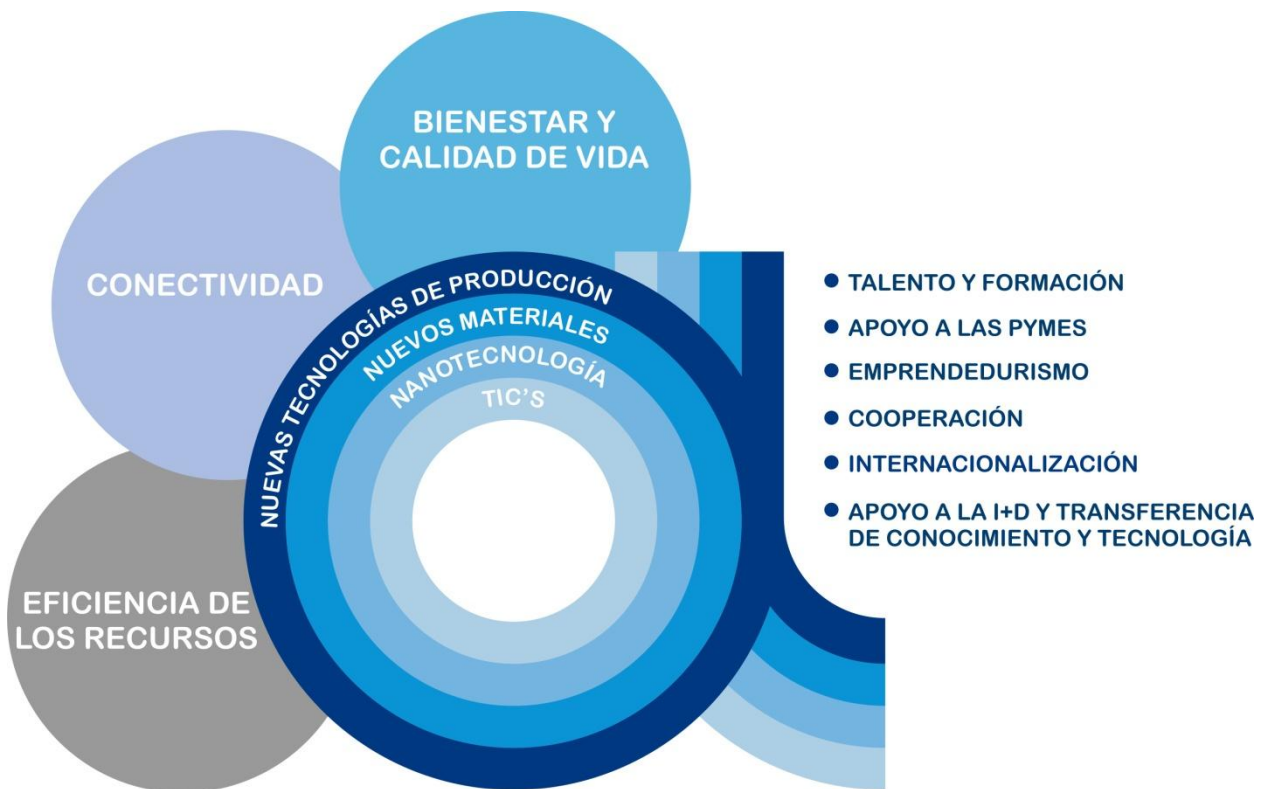 BIENESTAR Y
CALIDAD DE VIDA
CONECTIVIDAD
EFICIENCIA DE
LOS RECURSOS
NUEVAS TECNOLOGÍAS DE PRODUCCIÓN
NUEVOS MATERIALES
NANOTECNOLOGÍA
TIC'S
● TALENTO Y FORMACIÓN
● APOYO A LAS PYMES
● EMPRENDEDURISMO
● COOPERACIÓN
● INTERNACIONALIZACIÓN
● APOYO A LA I+D Y TRANSFERENCIA
DE CONOCIMIENTO Y TECNOLOGÍA